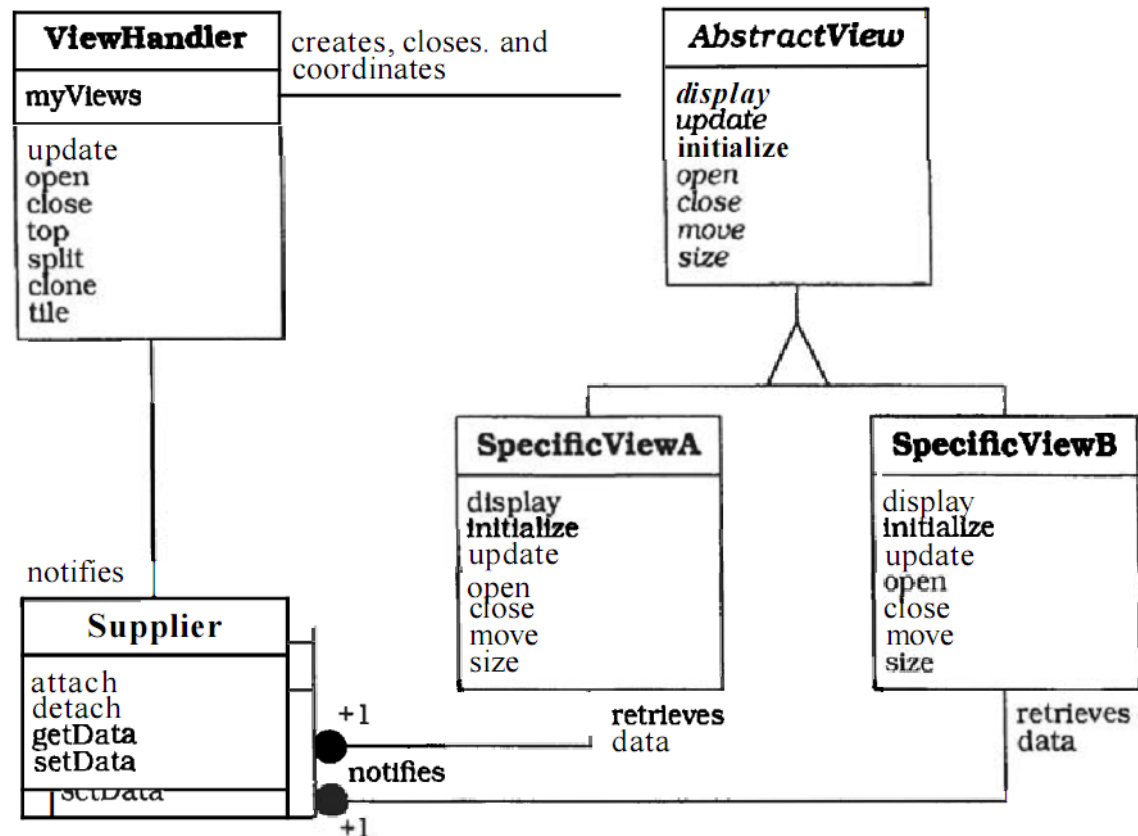 ViewHandler
myViews
update
open
close
top
split
clone
tile
creates, closes. and
coordinates
AbstractView
display
update
initialize
open
close
move
size
SpecificViewA
display
initialize
update
open
close
move
size
SpecificViewB
display
initialize
update
open
close
move
size
notifies
Supplier
attach
detach
getData
setData
setData
+1
retrieves
data
notifies
+1
retrieves
data